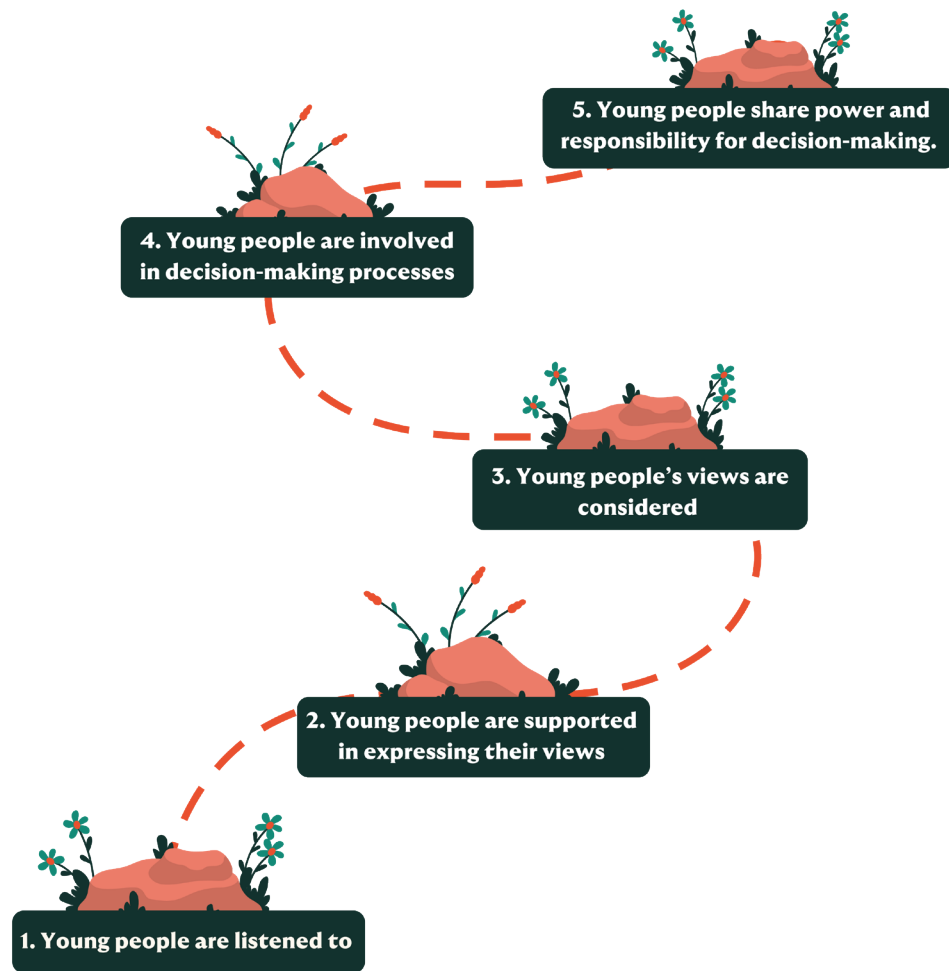 5. Young people share power and
responsibility for decision-making.
4. Young people are involved
in decision-making processes
3. Young people’s views are
considered
2. Young people are supported
in expressing their views
1. Young people are listened to